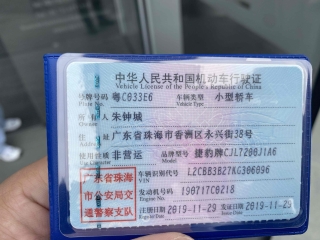 中华人民共和国机动车行驶证
Vehicle License of the People's Republic of China
号牌号码 粤C033E6 车辆类型 小型轿车
Plate No. Vehicle Type
所有人 朱钟城
Owner
住址 广东省珠海市香洲区永兴街38号
Address
使用性质 非营运 品牌型号 捷豹牌CJL7200J1A6
广东省珠海市公安局交通警察支队
车辆识别代号 L2CBB3B27KG306096
VIN
发动机号码 190717C0218
Engine No.
注册日期 2019-11-29 发证日期 2019-11-29
Register Date Issue Date